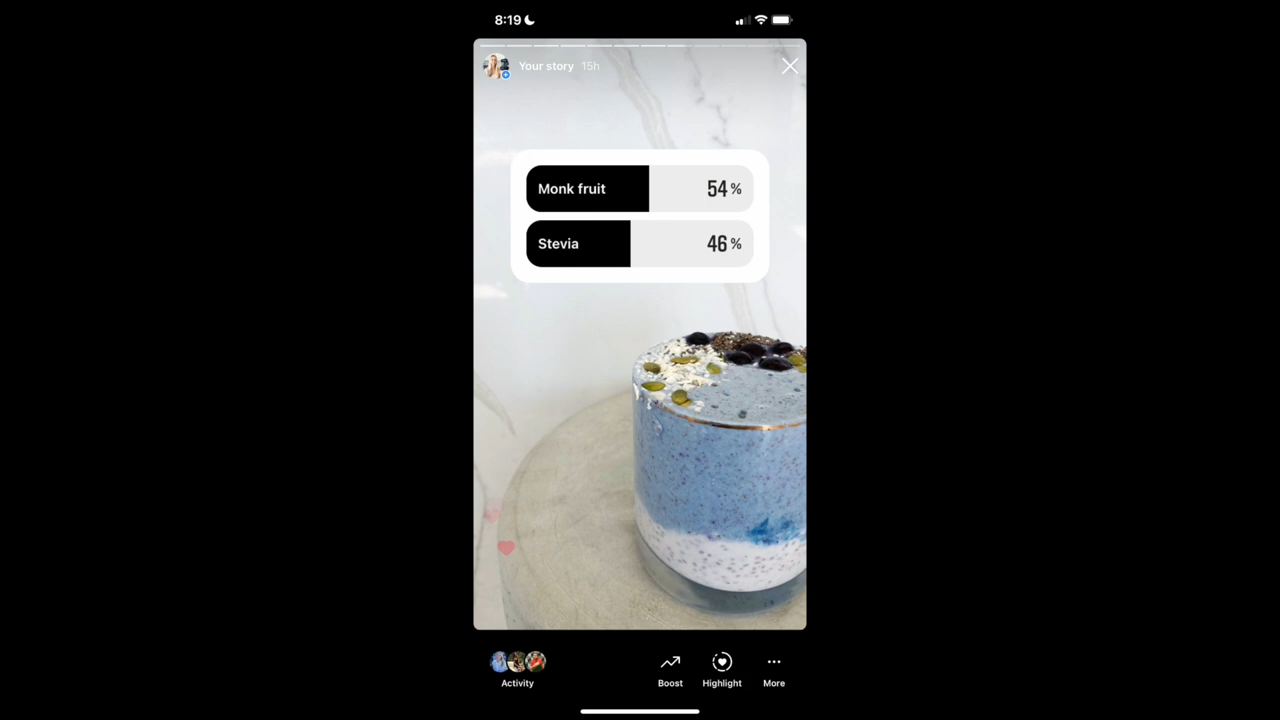 8:19
Your story 15h
Monk fruit 54%
Stevia 46%
Activity
Boost
Highlight
More